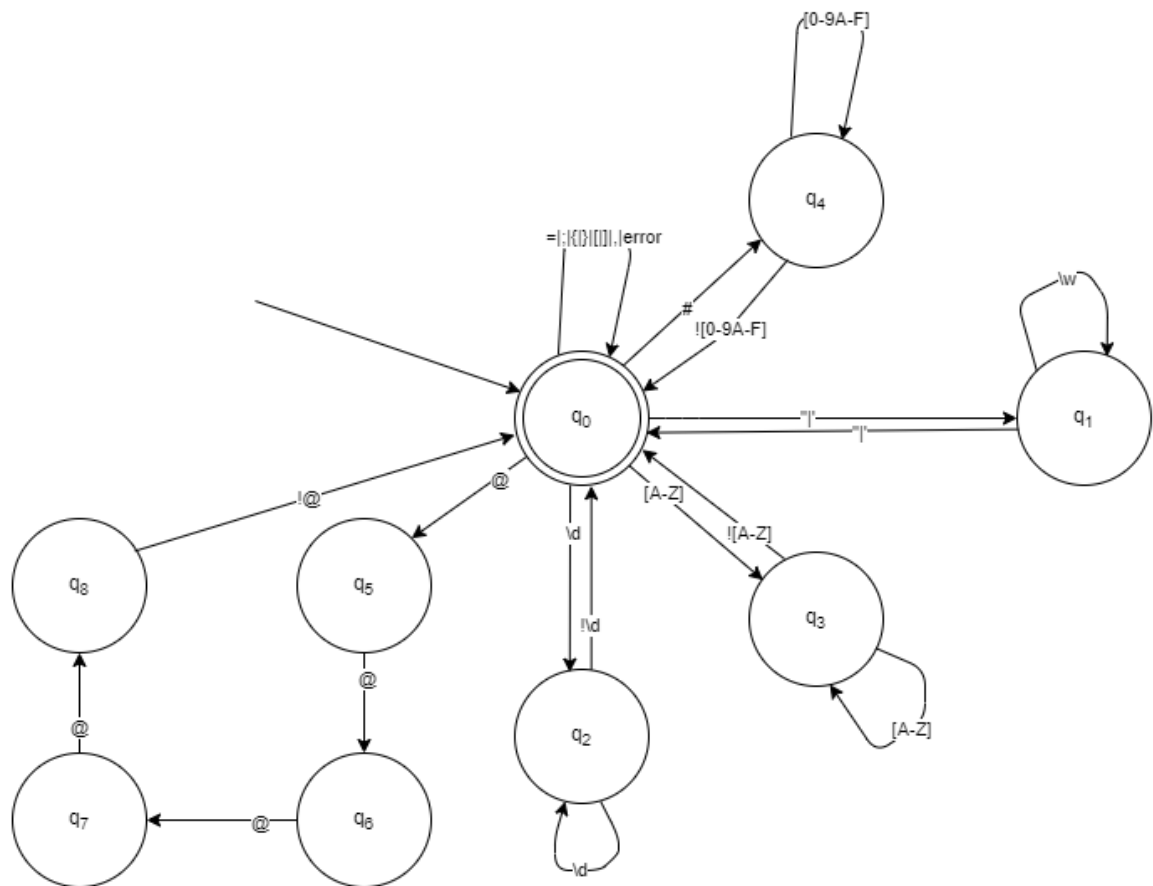 [0-9A-F]
q4
=|;|{|}|[|]|,|error
\w
#
![0-9A-F]
q0
"|'
q1
"|'
@
[A-Z]
!@
\d
![A-Z]
q8
q5
q3
!\d
@
@
[A-Z]
q2
q7
@
q6
\d